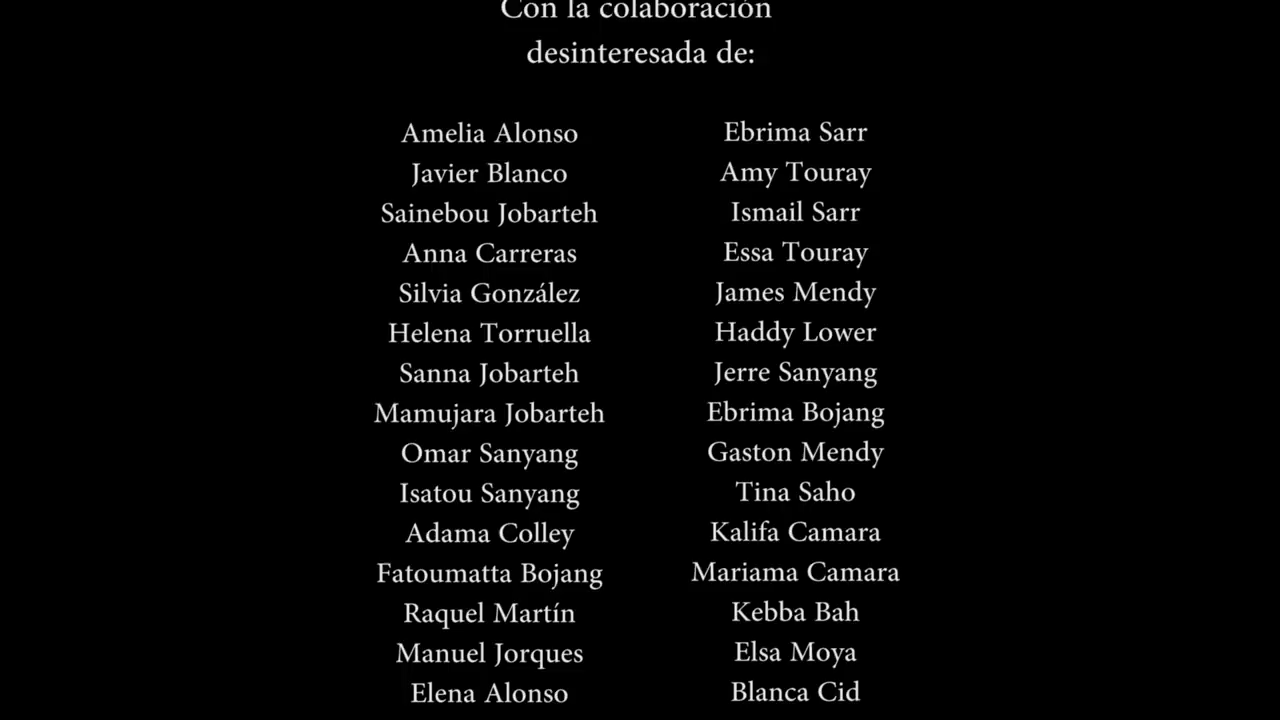 Con la colaboración
desinteresada de:
Amelia Alonso
Javier Blanco
Sainebou Jobarteh
Anna Carreras
Silvia González
Helena Torruella
Sanna Jobarteh
Mamujara Jobarteh
Omar Sanyang
Isatou Sanyang
Adama Colley
Fatoumatta Bojang
Raquel Martín
Manuel Jorques
Elena Alonso
Ebrima Sarr
Amy Touray
Ismail Sarr
Essa Touray
James Mendy
Haddy Lower
Jerre Sanyang
Ebrima Bojang
Gaston Mendy
Tina Saho
Kalifa Camara
Mariama Camara
Kebba Bah
Elsa Moya
Blanca Cid